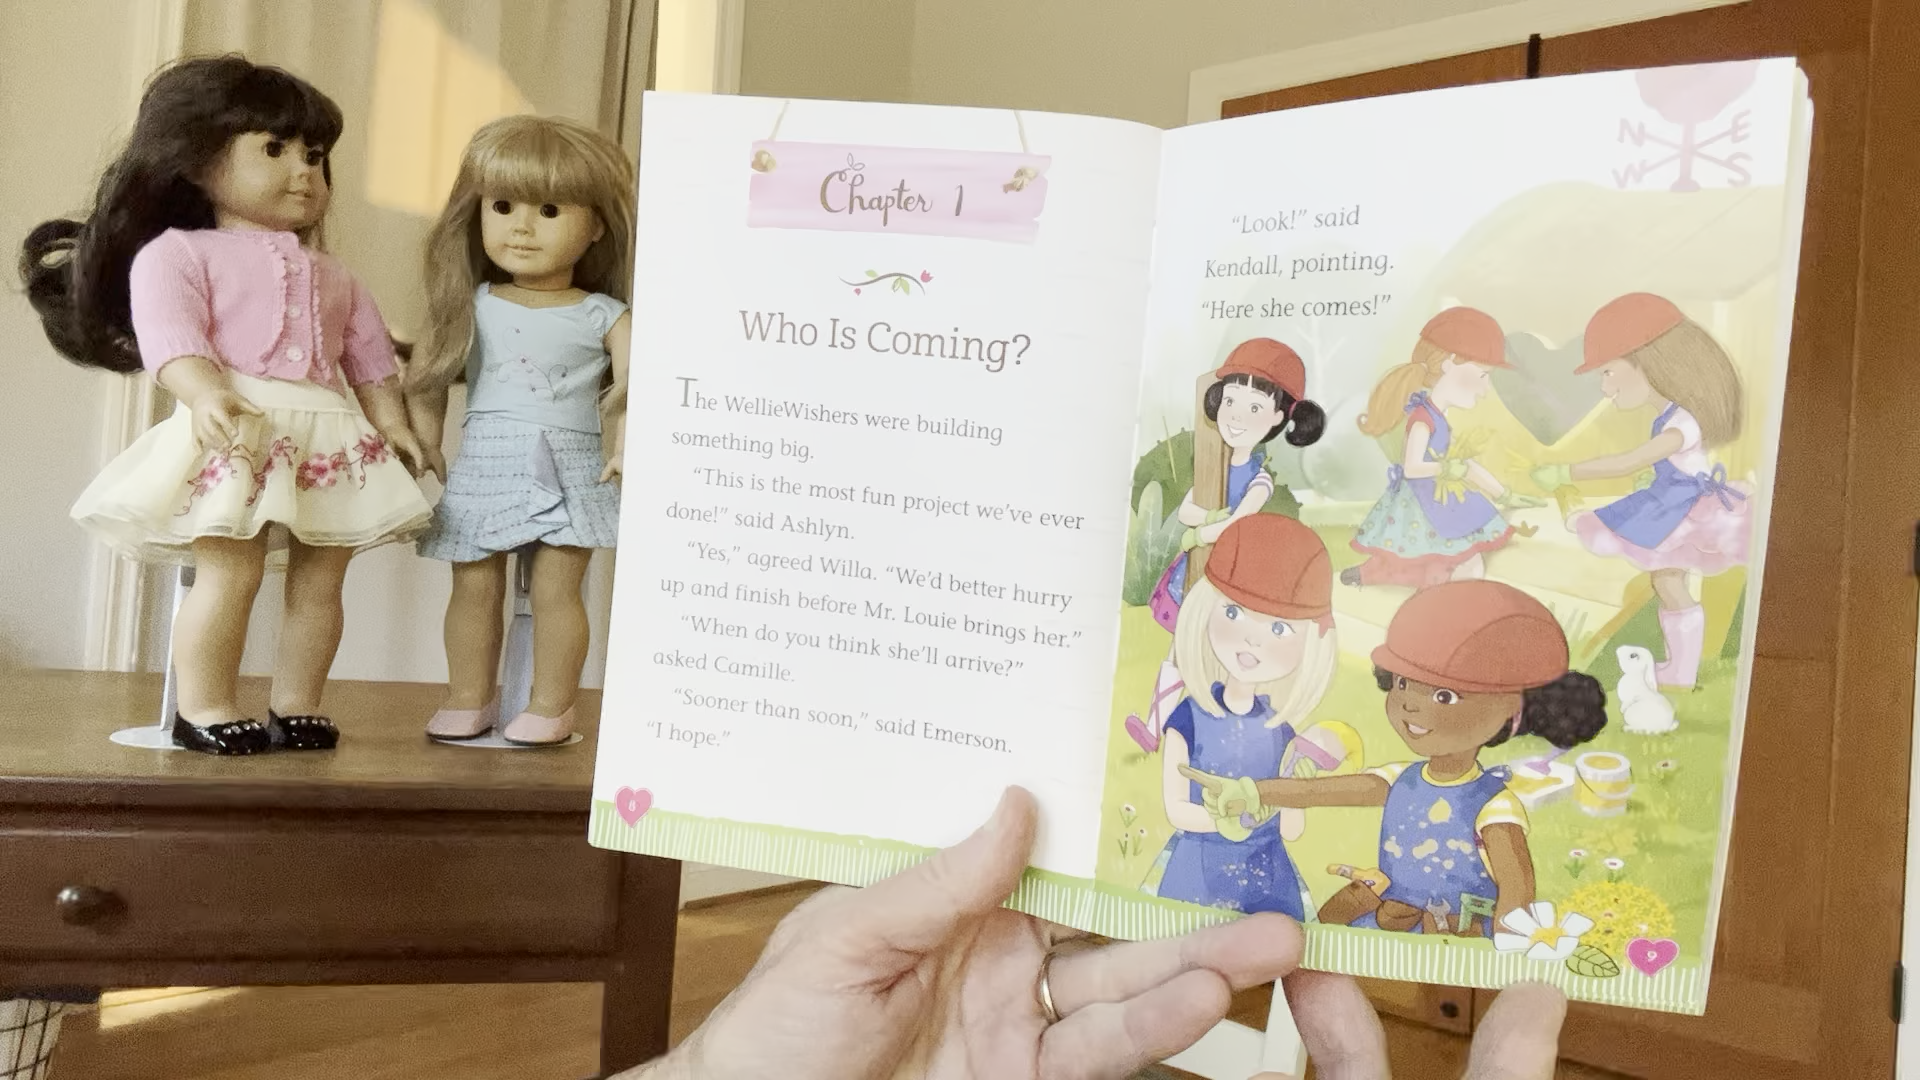 Chapter 1
Who Is Coming?
The WellieWishers were building
something big.
“This is the most fun project we’ve ever
done!” said Ashlyn.
“Yes,” agreed Willa. “We’d better hurry
up and finish before Mr. Louie brings her.”
“When do you think she’ll arrive?”
asked Camille.
“Sooner than soon,” said Emerson.
“I hope.”
8
N E
W S
“Look!” said
Kendall, pointing.
“Here she comes!”
9